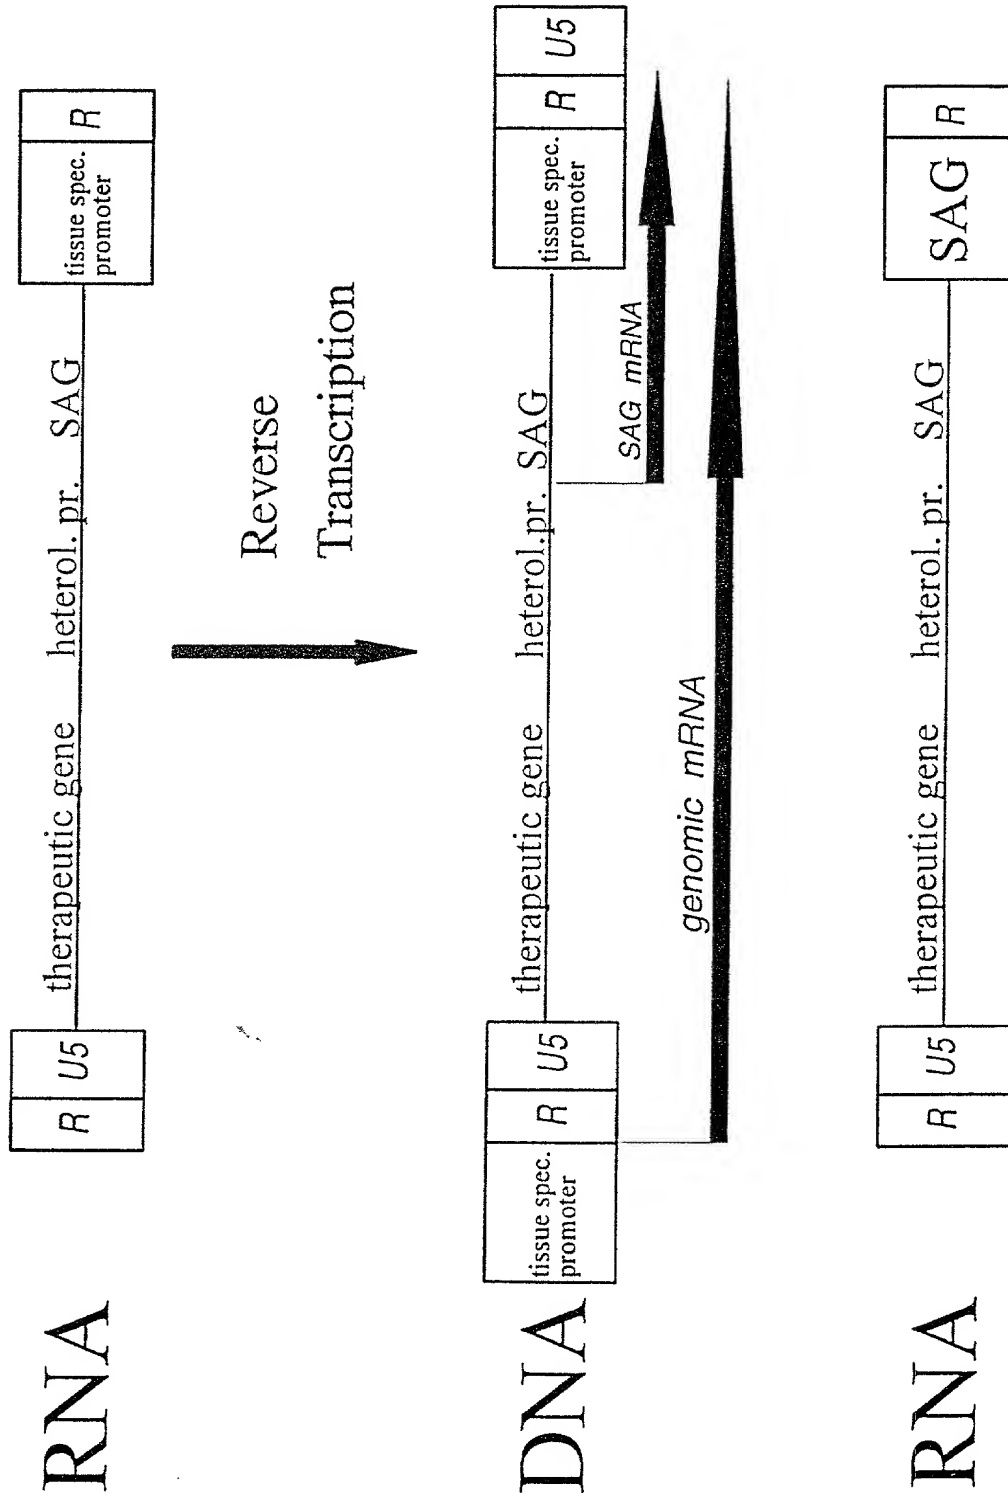 RNA
R U5 therapeutic gene heterol. pr. SAG tissue spec. promoter R
Reverse
Transcription
DNA
tissue spec. promoter R U5 therapeutic gene heterol.pr. SAG tissue spec. promoter R U5
SAG mRNA
genomic mRNA
RNA
R U5 therapeutic gene heterol. pr. SAG SAG R